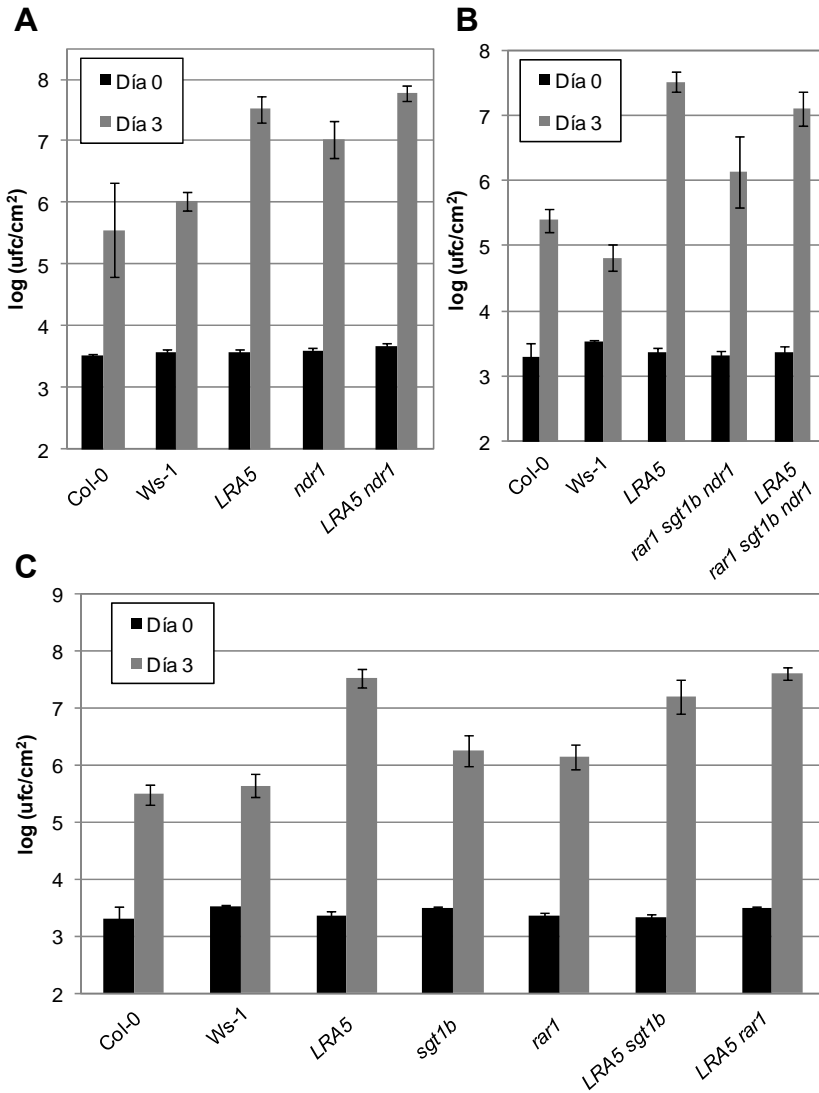 A
log (ufc/cm²)
8
7
6
5
4
3
2
Día 0
Día 3
Col-0
Ws-1
LRA5
ndr1
LRA5 ndr1
B
log (ufc/cm²)
8
7
6
5
4
3
2
Día 0
Día 3
Col-0
Ws-1
LRA5
rar1 sgt1b ndr1
LRA5
rar1 sgt1b ndr1
C
log (ufc/cm²)
9
8
7
6
5
4
3
2
Día 0
Día 3
Col-0
Ws-1
LRA5
sgt1b
rar1
LRA5 sgt1b
LRA5 rar1